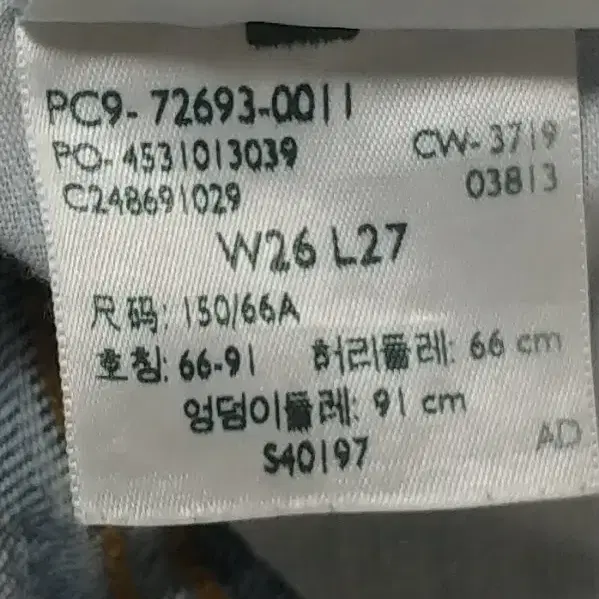 PC9-72693-0011
PO-4531013039
CW-3719
C248691029
03813
W26 L27
尺码: 150/66A
호칭: 66-91 허리둘레: 66 cm
엉덩이둘레: 91 cm
S40197
AD